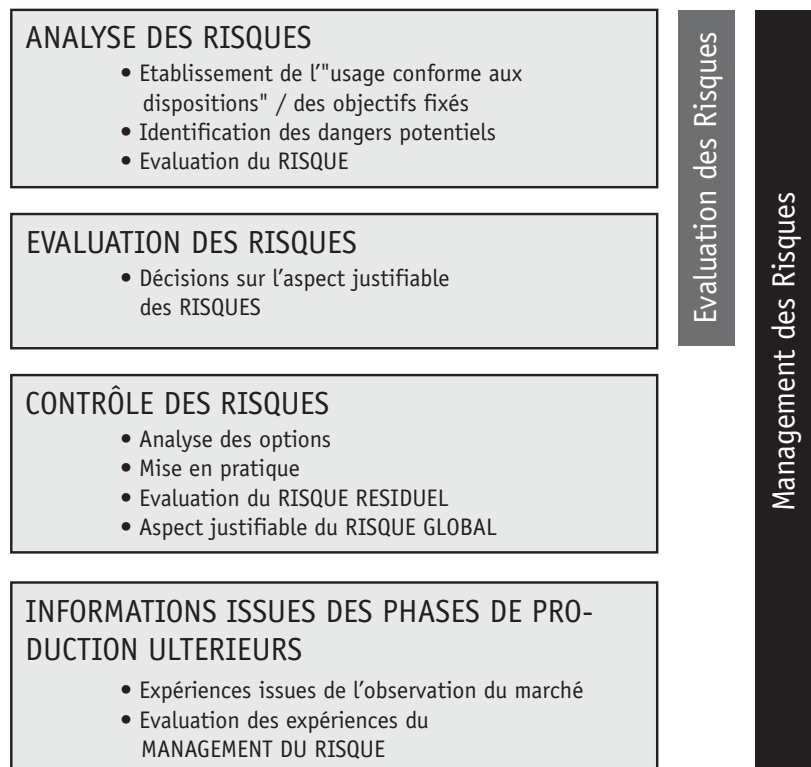 ANALYSE DES RISQUES
• Etablissement de l'"usage conforme aux
dispositions" / des objectifs fixés
• Identification des dangers potentiels
• Evaluation du RISQUE
EVALUATION DES RISQUES
• Décisions sur l'aspect justifiable
des RISQUES
CONTRÔLE DES RISQUES
• Analyse des options
• Mise en pratique
• Evaluation du RISQUE RESIDUEL
• Aspect justifiable du RISQUE GLOBAL
INFORMATIONS ISSUES DES PHASES DE PRO-
DUCTION ULTERIEURS
• Expériences issues de l'observation du marché
• Evaluation des expériences du
MANAGEMENT DU RISQUE
Evaluation des Risques
Management des Risques